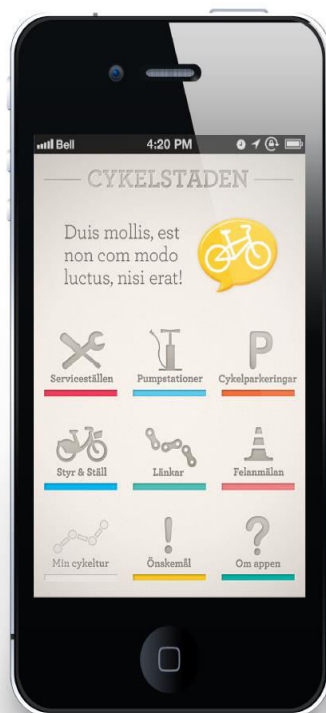 Bell 4:20 PM
CYKELSTADEN
Duis mollis, est
non com modo
luctus, nisi erat!
Serviceställen Pumpstationer Cykelparkeringar
Styr & Ställ Länkar Felanmälan
Min cykeltur Önskemål Om appen